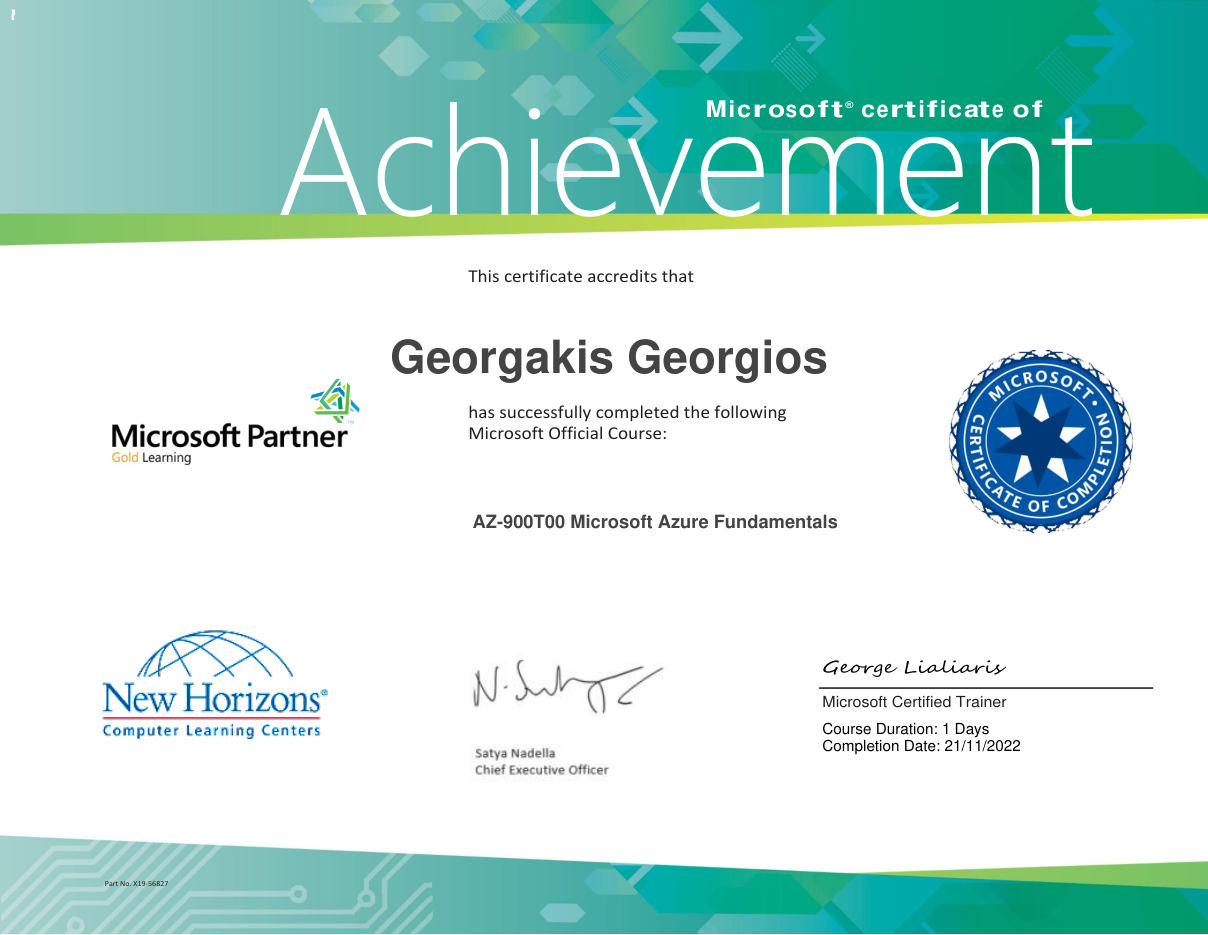 Microsoft® certificate of
Achievement
This certificate accredits that
Georgakis Georgios
has successfully completed the following
Microsoft Official Course:
Microsoft Partner
Gold Learning
MICROSOFT • CERTIFICATE OF COMPLETION
AZ-900T00 Microsoft Azure Fundamentals
New Horizons®
Computer Learning Centers
Satya Nadella
Chief Executive Officer
George Lialiaris
Microsoft Certified Trainer
Course Duration: 1 Days
Completion Date: 21/11/2022
Part No. X19-56827